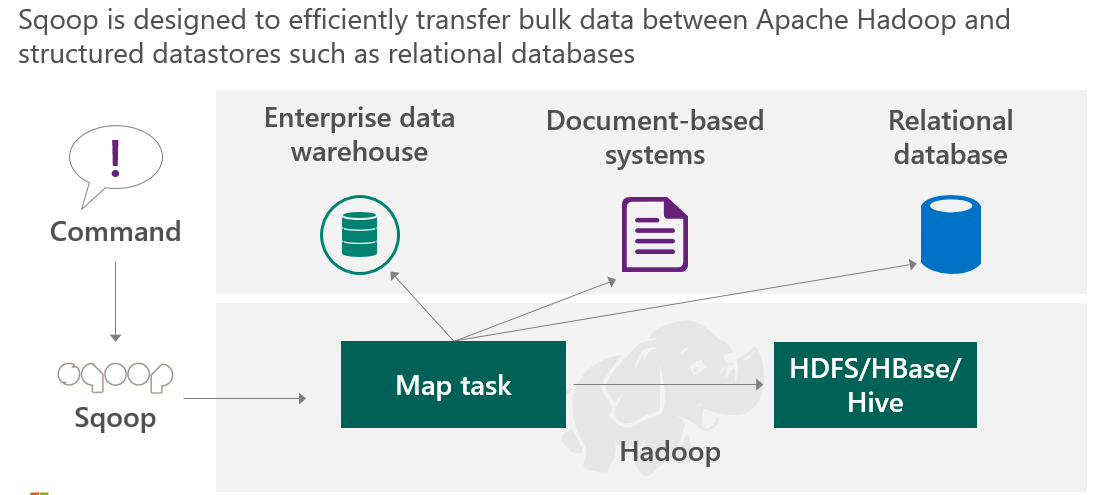 Sqoop is designed to efficiently transfer bulk data between Apache Hadoop and
structured datastores such as relational databases
Enterprise data
warehouse
Document-based
systems
Relational
database
!
Command
sqoop
Sqoop
Map task
HDFS/HBase/
Hive
Hadoop